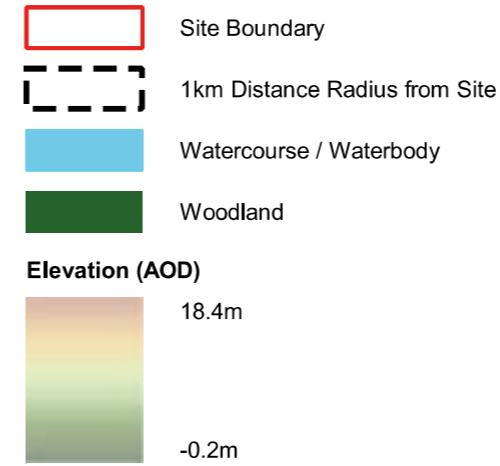 Site Boundary
1km Distance Radius from Site
Watercourse / Waterbody
Woodland
Elevation (AOD)
18.4m
-0.2m